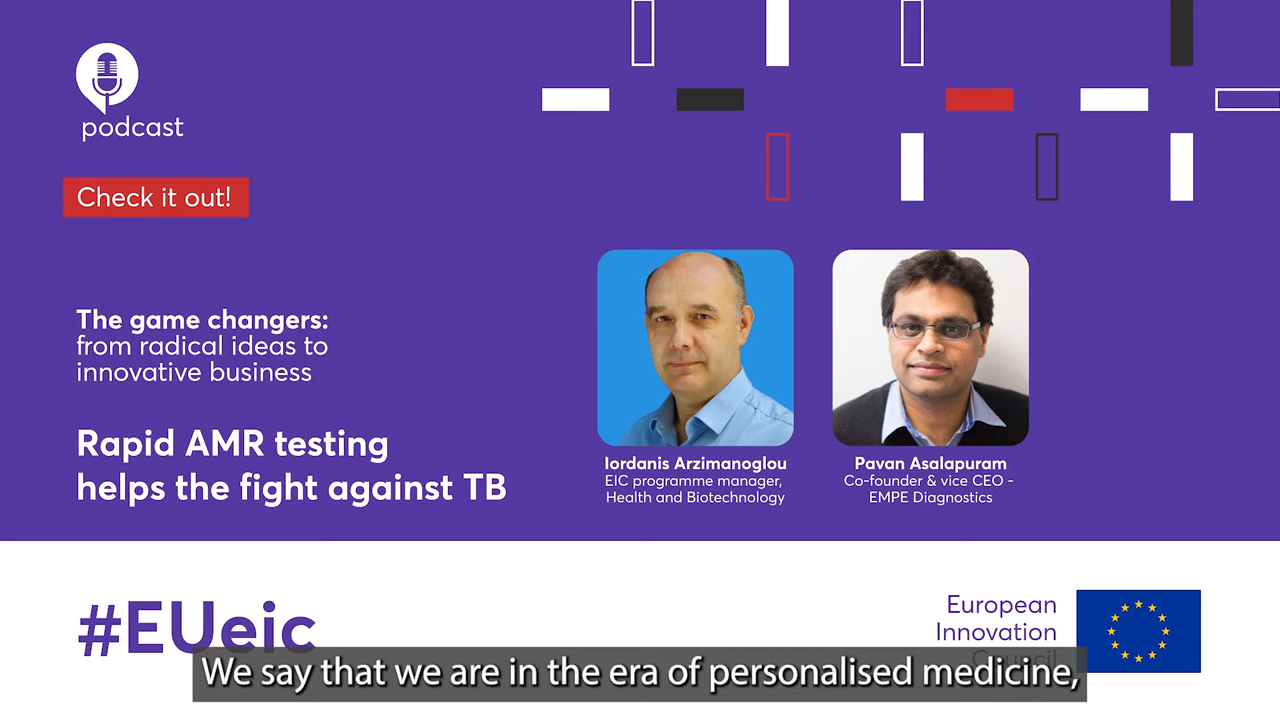 podcast
Check it out!
The game changers:
from radical ideas to
innovative business
Rapid AMR testing
helps the fight against TB
Iordanis Arzimanoglou
EIC programme manager,
Health and Biotechnology
Pavan Asalapuram
Co-founder & vice CEO -
EMPE Diagnostics
#EUeic
European
Innovation
Council
We say that we are in the era of personalised medicine,